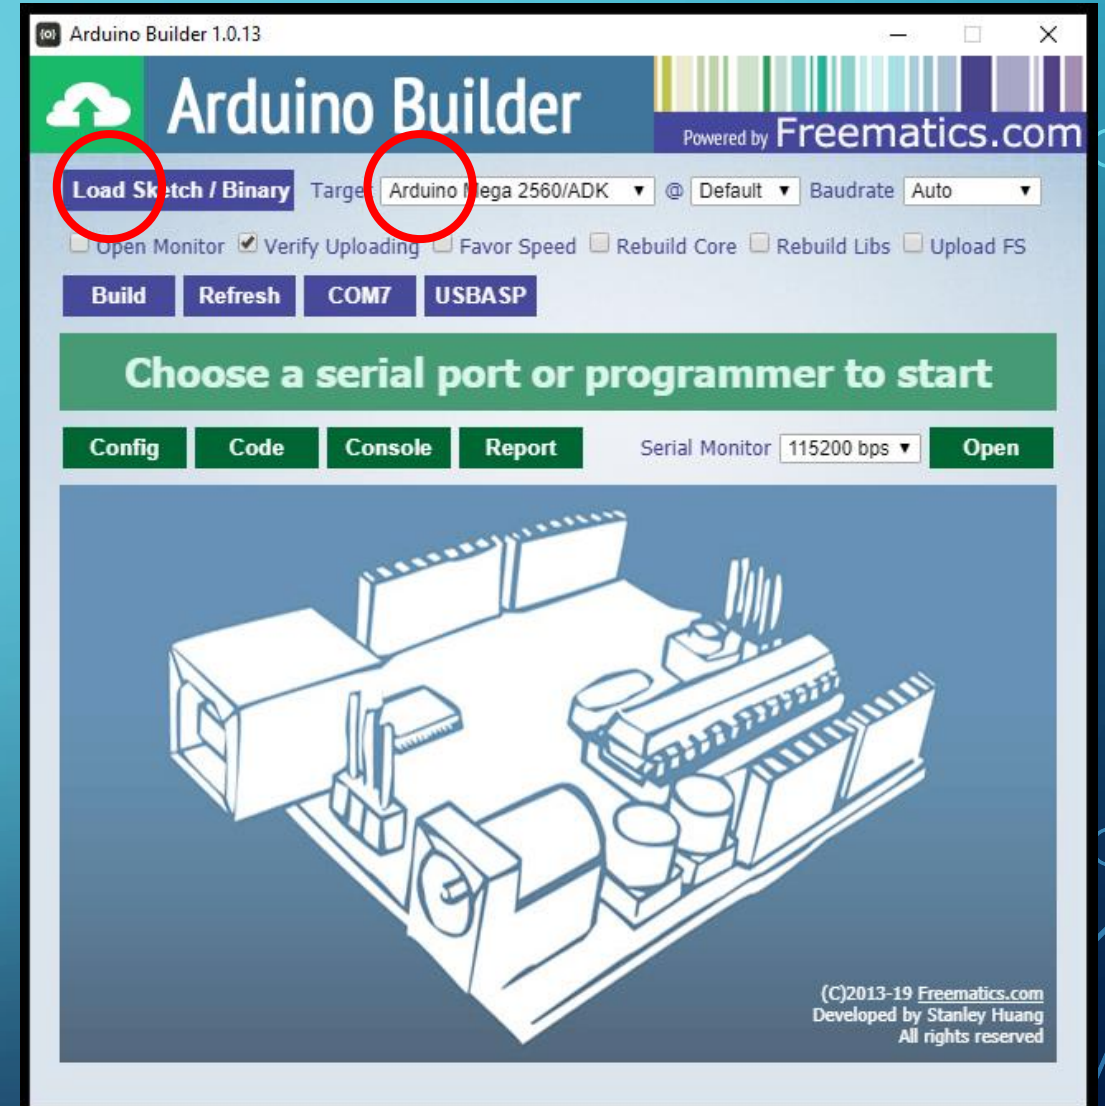 Arduino Builder 1.0.13
Arduino Builder
Powered by Freematics.com
Load Sketch / Binary Target Arduino Mega 2560/ADK @ Default Baudrate Auto
Open Monitor Verify Uploading Favor Speed Rebuild Core Rebuild Libs Upload FS
Build Refresh COM7 USBASP
Choose a serial port or programmer to start
Config Code Console Report Serial Monitor 115200 bps Open
(C)2013-19 Freematics.com
Developed by Stanley Huang
All rights reserved